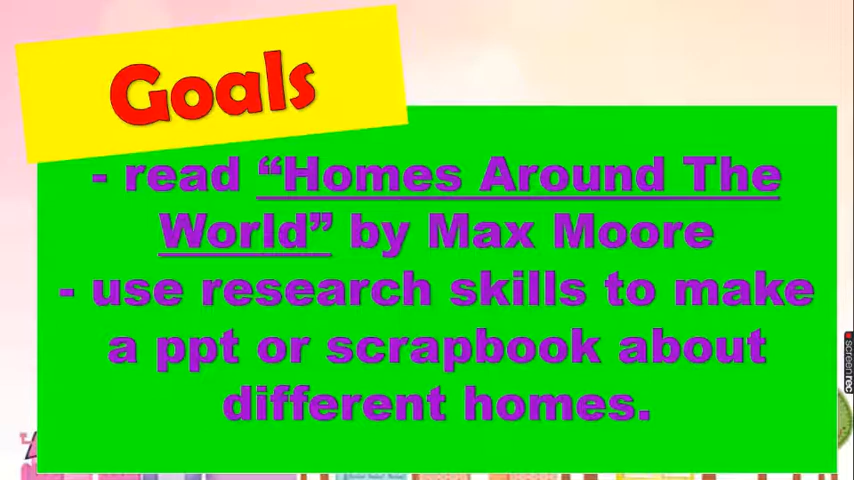 Goals
- read “Homes Around The
World” by Max Moore
- use research skills to make
a ppt or scrapbook about
different homes.
screenrec